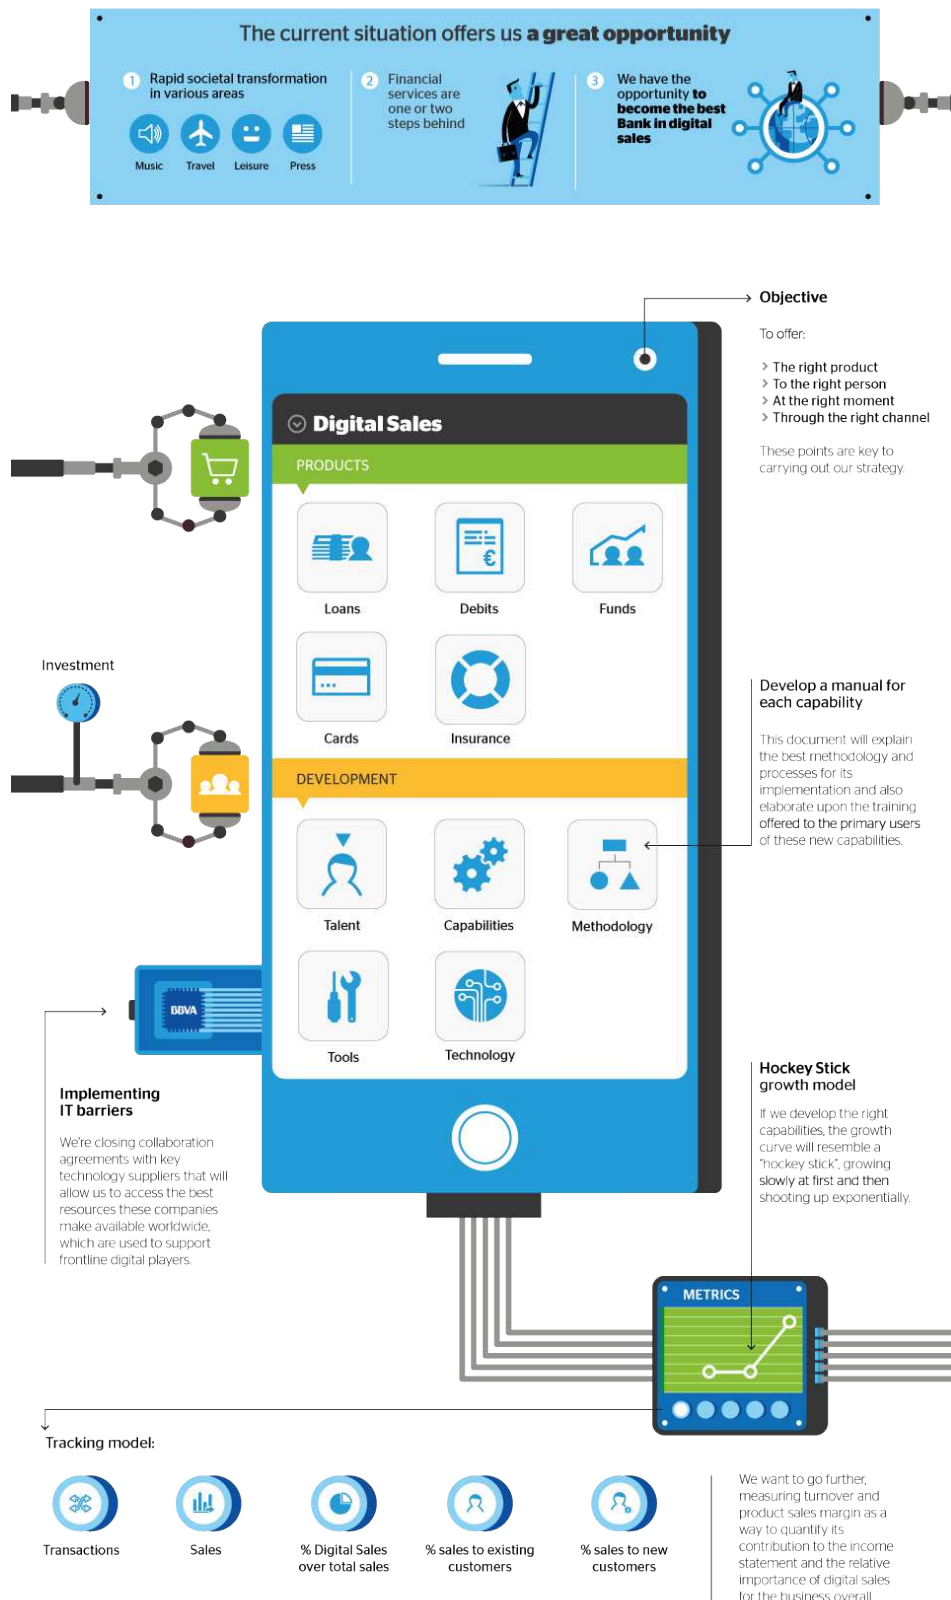 The current situation offers us a great opportunity
1
Rapid societal transformation
in various areas
Music
Travel
Leisure
Press
2
Financial
services are
one or two
steps behind
3
We have the
opportunity to
become the best
Bank in digital
sales
Objective
To offer:
> The right product
> To the right person
> At the right moment
> Through the right channel
These points are key to
carrying out our strategy.
Digital Sales
PRODUCTS
€
Loans
Debits
Funds
Cards
Insurance
Investment
Develop a manual for
each capability
This document will explain
the best methodology and
processes for its
implementation and also
elaborate upon the training
offered to the primary users
of these new capabilities.
DEVELOPMENT
Talent
Capabilities
Methodology
Tools
Technology
BBVA
Implementing
IT barriers
We're closing collaboration
agreements with key
technology suppliers that will
allow us to access the best
resources these companies
make available worldwide,
which are used to support
frontline digital players.
Hockey Stick
growth model
If we develop the right
capabilities, the growth
curve will resemble a
"hockey stick", growing
slowly at first and then
shooting up exponentially.
METRICS
Tracking model:
Transactions
Sales
% Digital Sales
over total sales
% sales to existing
customers
% sales to new
customers
We want to go further,
measuring turnover and
product sales margin as a
way to quantify its
contribution to the income
statement and the relative
importance of digital sales
for the business overall